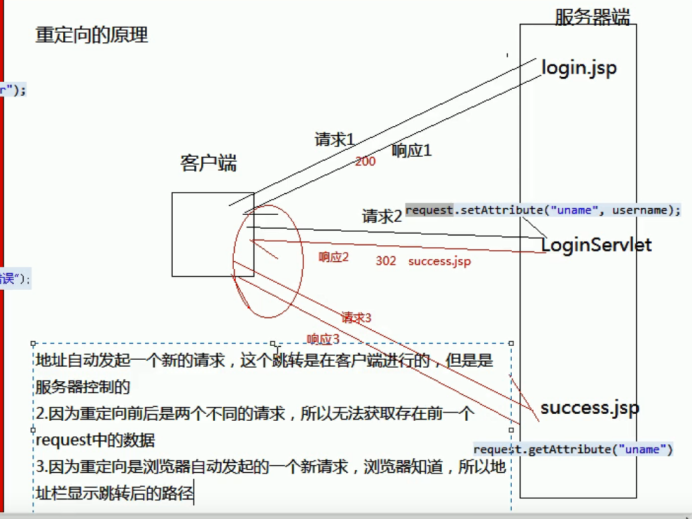 服务器端
重定向的原理
login.jsp
r");
请求1
响应1
200
客户端
request.setAttribute("uname", username);
请求2
LoginServlet
响应2
302 success.jsp
误");
请求3
响应3
地址自动发起一个新的请求，这个跳转是在客户端进行的，但是是
服务器控制的
2.因为重定向前后是两个不同的请求，所以无法获取存在前一个
request中的数据
3.因为重定向是浏览器自动发起的一个新请求，浏览器知道，所以地
址栏显示跳转后的路径
success.jsp
request.getAttribute("uname")